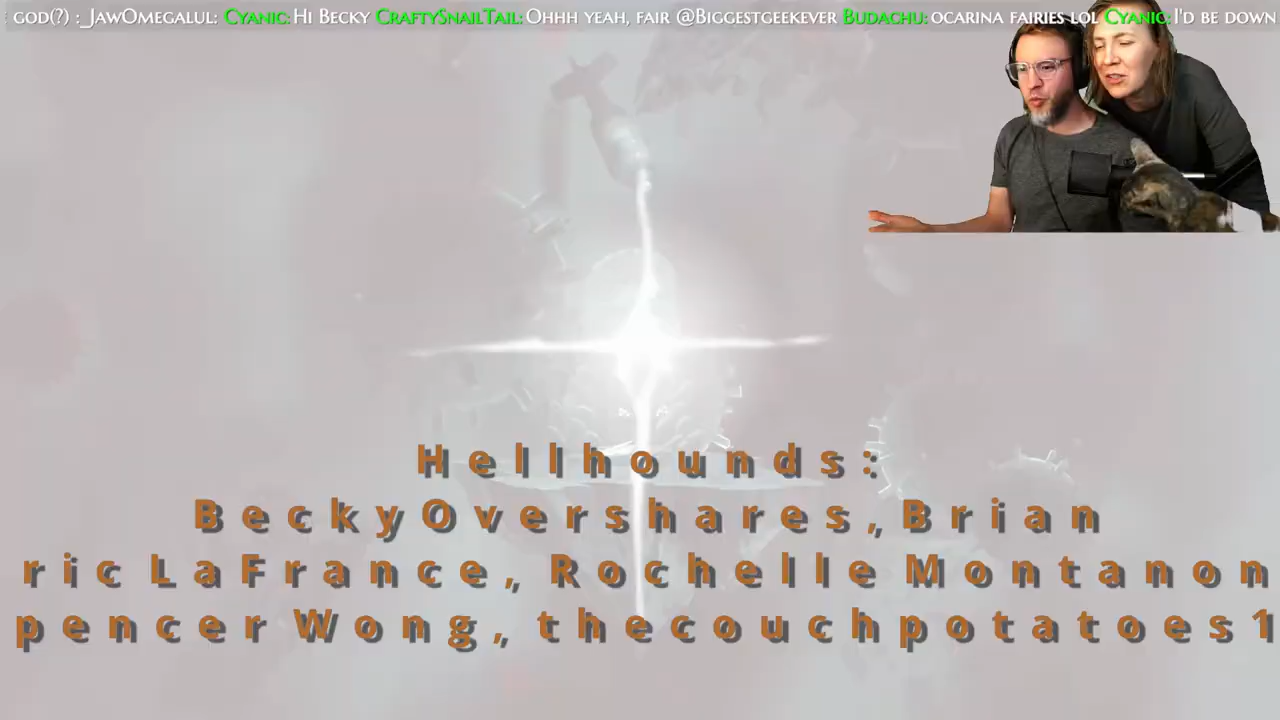 GOD(?) :_JawOmegalul: Cyanic: Hi Becky CraftySnailTail: Ohhh yeah, fair @Biggestgeekever Budachu: ocarina fairies lol Cyanic: I'd be down
Hellhounds:
BeckyOvershares, Brian
ric LaFrance, Rochelle Montanon
pencer Wong, thecouchpotatoes1